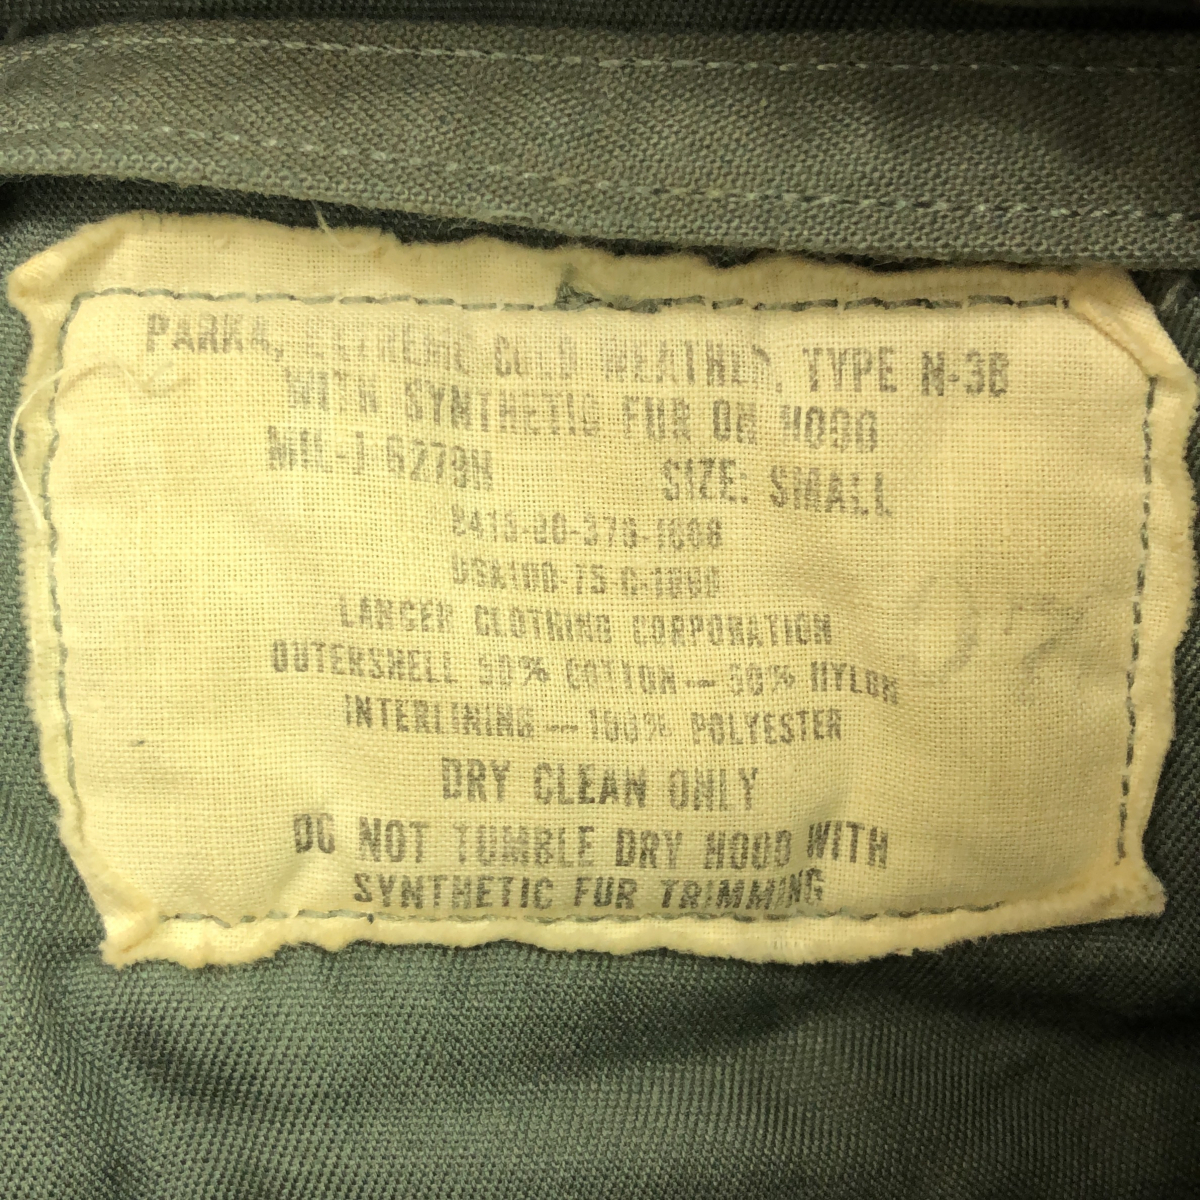 PARKA, EXTREME COLD WEATHER, TYPE N-3B
WITH SYNTHETIC FUR ON HOOD
MIL-J 6279H SIZE: SMALL
LANCER CLOTHING CORPORATION
OUTERSHELL 50% COTTON — 50% NYLON
INTERLINING — 100% POLYESTER
DRY CLEAN ONLY
DO NOT TUMBLE DRY HOOD WITH
SYNTHETIC FUR TRIMMING